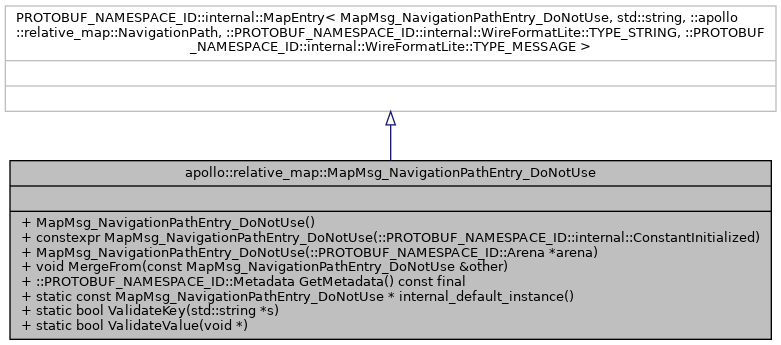 PROTOBUF_NAMESPACE_ID::internal::MapEntry< MapMsg_NavigationPathEntry_DoNotUse, std::string, ::apollo
::relative_map::NavigationPath, ::PROTOBUF_NAMESPACE_ID::internal::WireFormatLite::TYPE_STRING, ::PROTOBUF
_NAMESPACE_ID::internal::WireFormatLite::TYPE_MESSAGE >
apollo::relative_map::MapMsg_NavigationPathEntry_DoNotUse
+ MapMsg_NavigationPathEntry_DoNotUse()
+ constexpr MapMsg_NavigationPathEntry_DoNotUse(::PROTOBUF_NAMESPACE_ID::internal::ConstantInitialized)
+ MapMsg_NavigationPathEntry_DoNotUse(::PROTOBUF_NAMESPACE_ID::Arena *arena)
+ void MergeFrom(const MapMsg_NavigationPathEntry_DoNotUse &other)
+ ::PROTOBUF_NAMESPACE_ID::Metadata GetMetadata() const final
+ static const MapMsg_NavigationPathEntry_DoNotUse * internal_default_instance()
+ static bool ValidateKey(std::string *s)
+ static bool ValidateValue(void *)